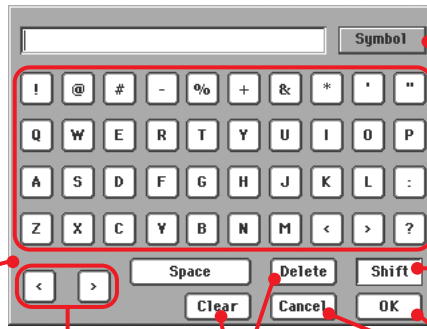 Symbol
! @ # - % + & * ' "
Q W E R T Y U I O P
A S D F G H J K L :
Z X C V B N M < > ?
< > Space Delete Shift
Clear Cancel OK